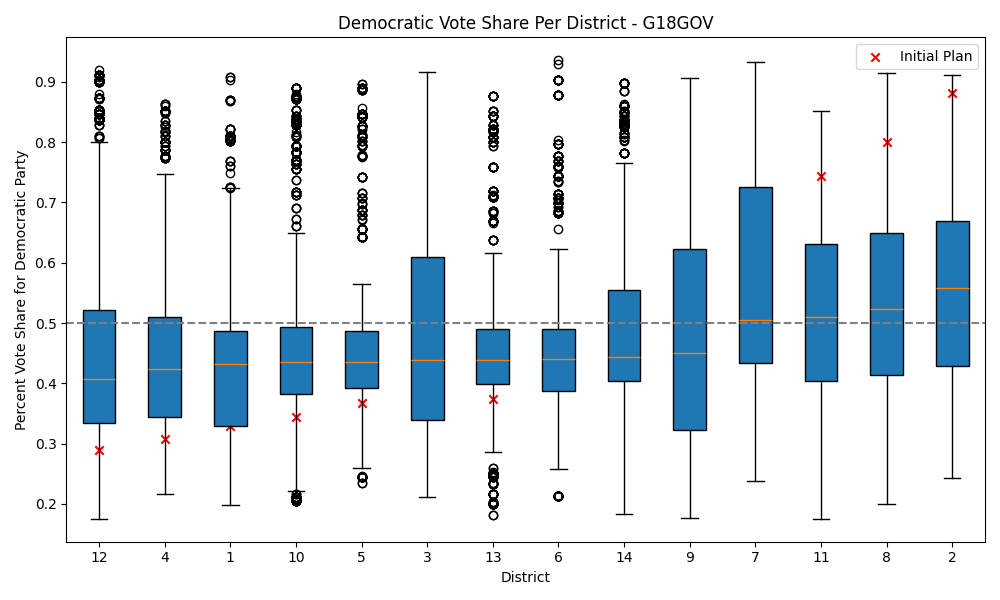 Democratic Vote Share Per District - G18GOV
Initial Plan
Percent Vote Share for Democratic Party
0.9
0.8
0.7
0.6
0.5
0.4
0.3
0.2
12 4 1 10 5 3 13 6 14 9 7 11 8 2
District